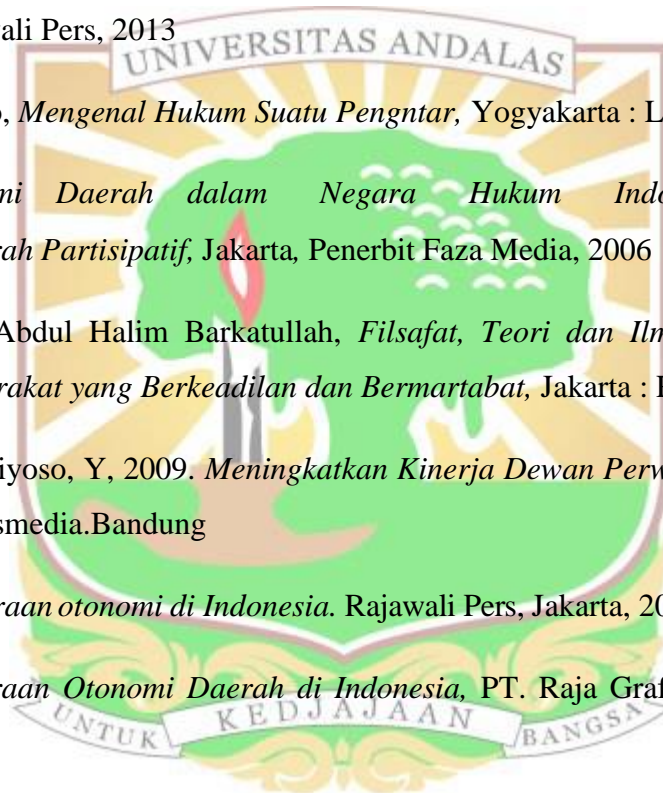 ali Pers, 2013
UNIVERSITAS ANDALAS
o, Mengenal Hukum Suatu Pengntar, Yogyakarta : L
mi Daerah dalam Negara Hukum Indo
rah Partisipatif, Jakarta, Penerbit Faza Media, 2006
Abdul Halim Barkatullah, Filsafat, Teori dan Iln
rakat yang Berkeadilan dan Bermartabat, Jakarta :
iyoso, Y, 2009. Meningkatkan Kinerja Dewan Perw
smedia.Bandung
raan otonomi di Indonesia. Rajawali Pers, Jakarta, 20
raan Otonomi Daerah di Indonesia, PT. Raja Graf
UNTUK KEDJAJAAN BANGSA